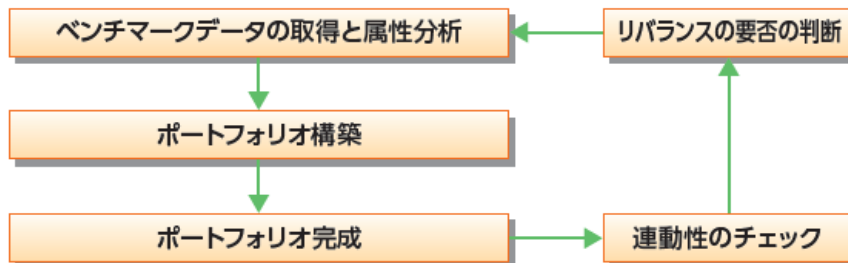 ベンチマークデータの取得と属性分析
リバランスの要否の判断
ポートフォリオ構築
ポートフォリオ完成
連動性のチェック